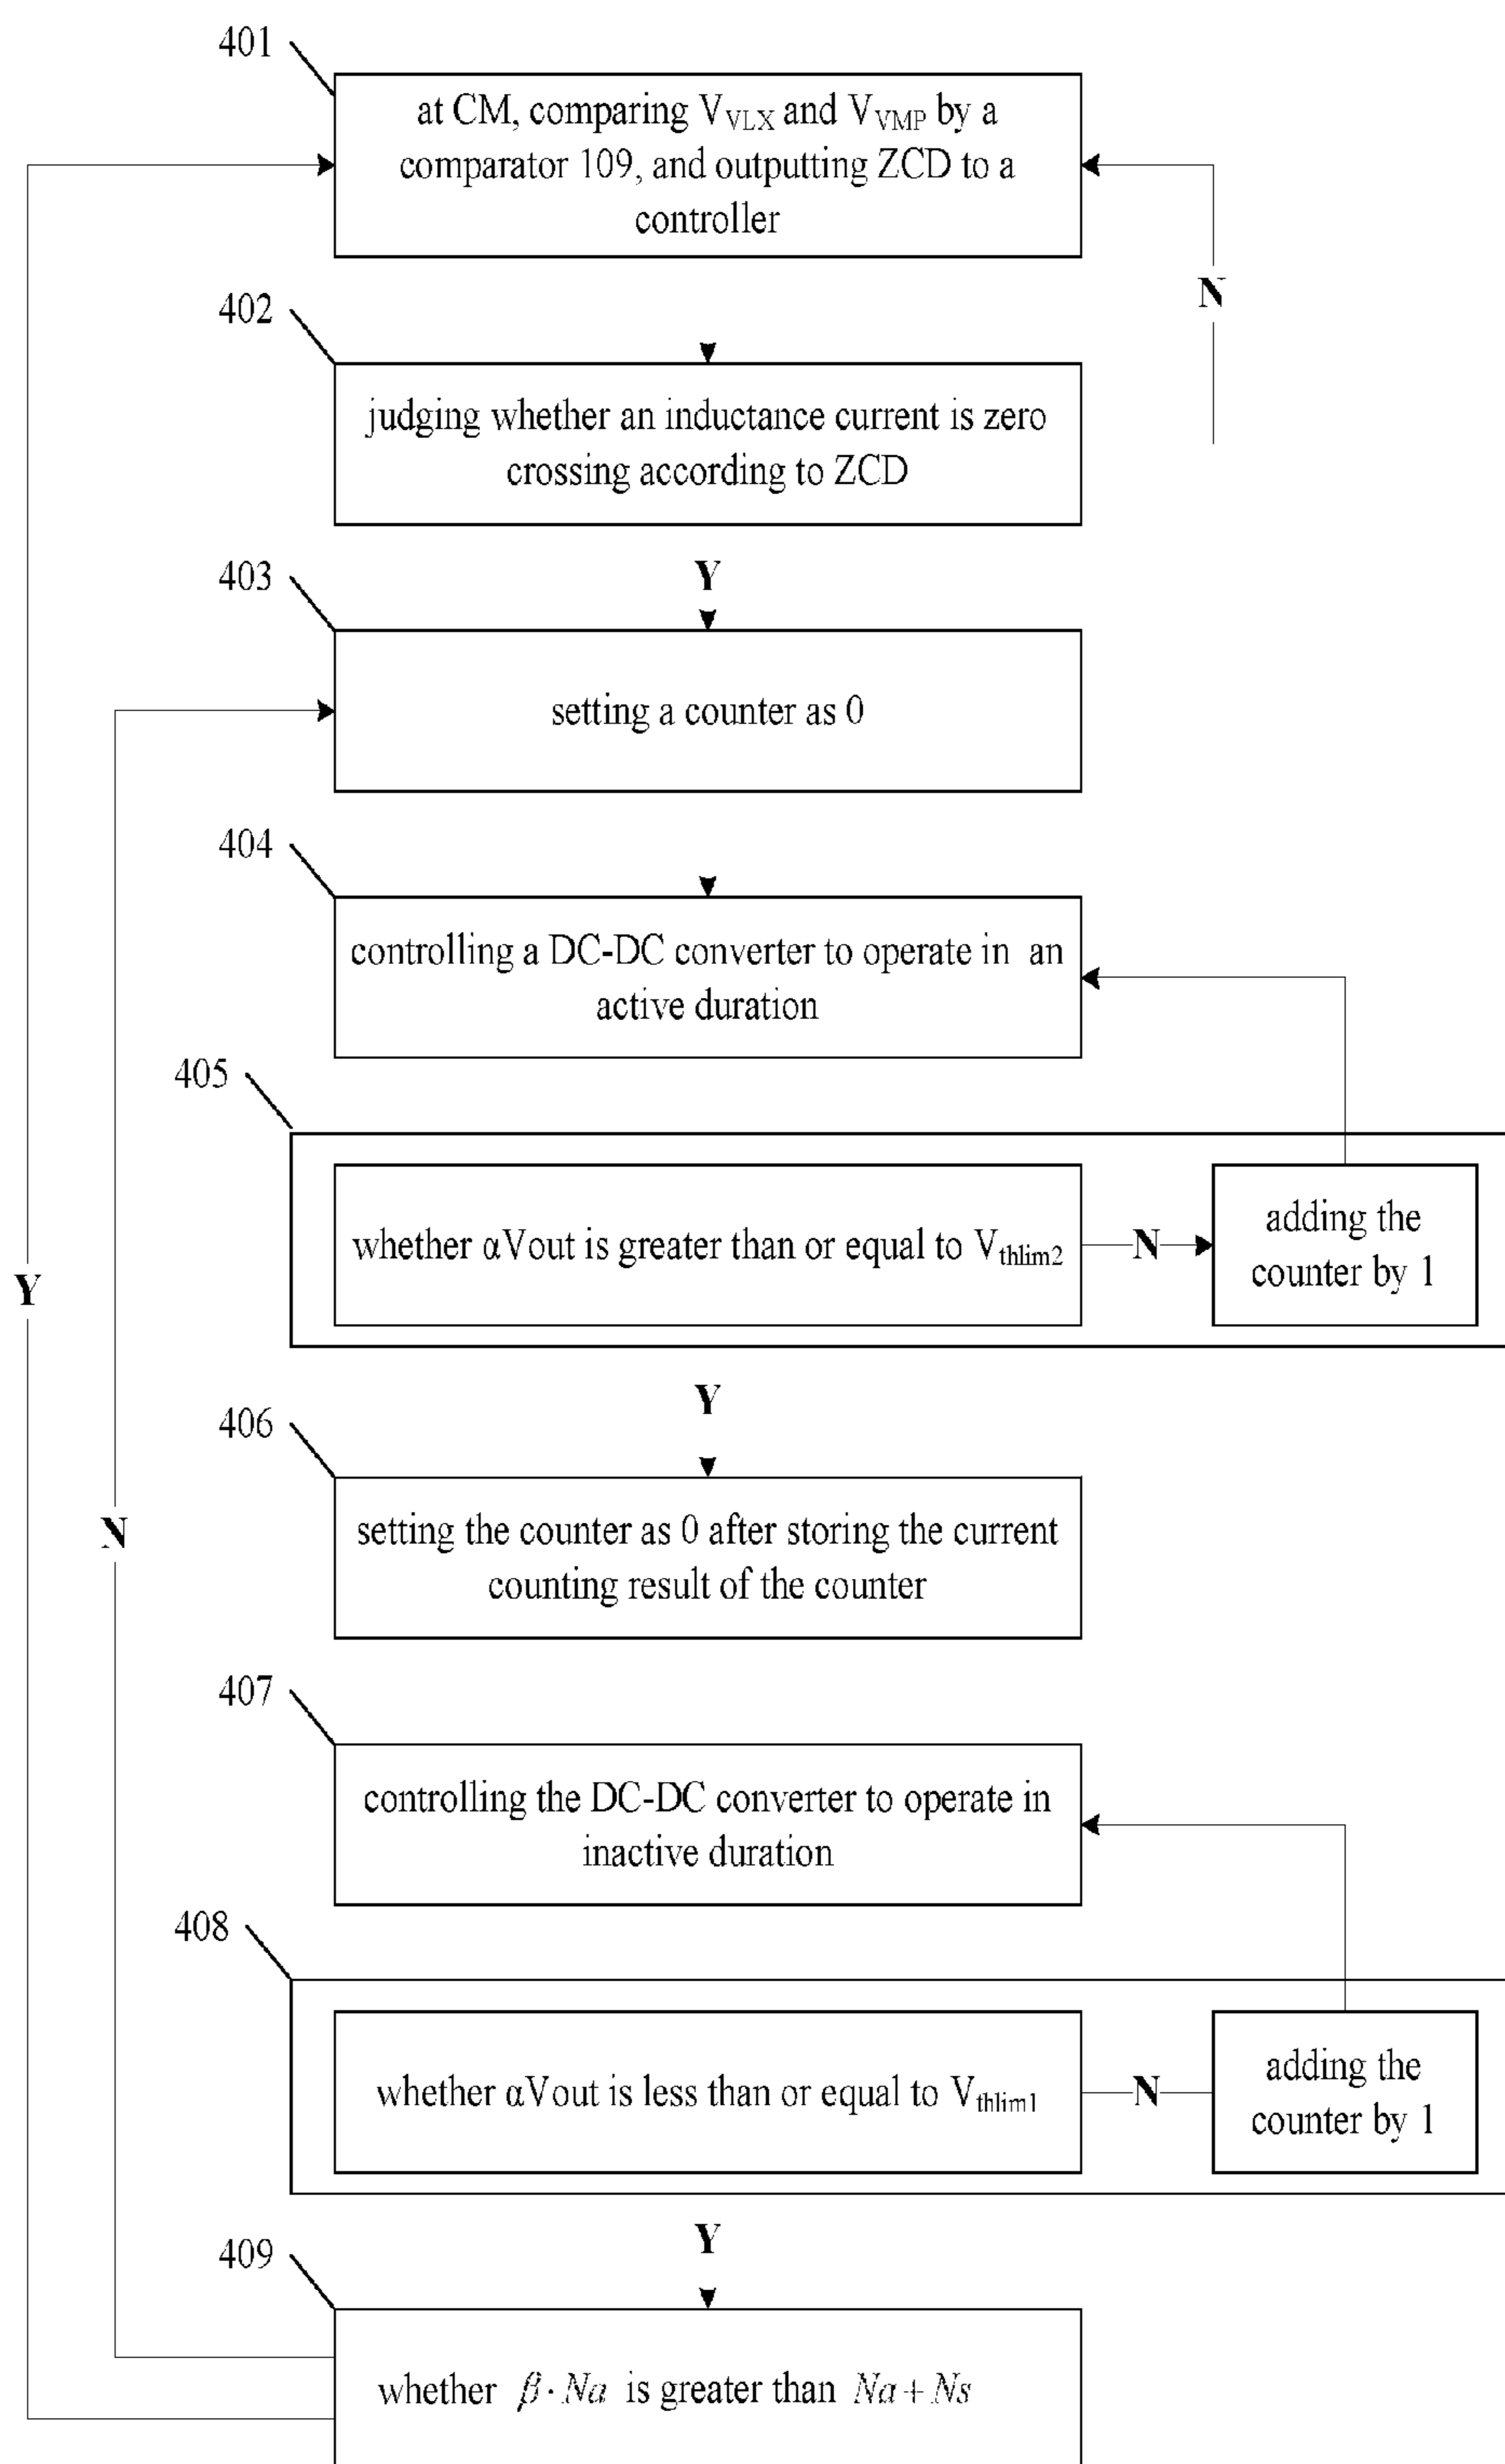 401
at CM, comparing V_VLX and V_VMP by a
comparator 109, and outputting ZCD to a
controller
N
402
judging whether an inductance current is zero
crossing according to ZCD
Y
403
setting a counter as 0
404
controlling a DC-DC converter to operate in an
active duration
405
whether αVout is greater than or equal to V_thlim2
N
adding the
counter by 1
Y
Y
406
setting the counter as 0 after storing the current
counting result of the counter
N
407
controlling the DC-DC converter to operate in
inactive duration
408
whether αVout is less than or equal to V_thlim1
N
adding the
counter by 1
Y
409
whether β · Na is greater than Na + Ns